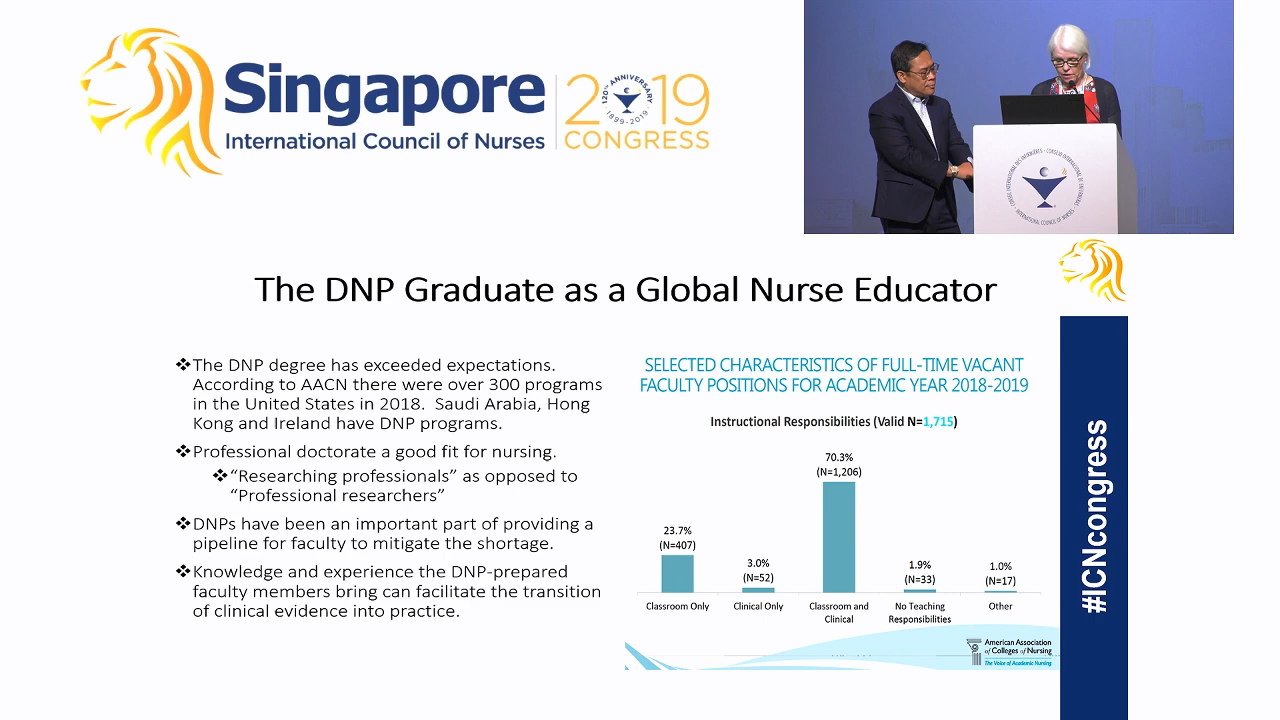 Singapore
International Council of Nurses
2019
CONGRESS
120TH ANNIVERSARY
1899-2019
INTERNATIONAL COUNCIL OF NURSES
The DNP Graduate as a Global Nurse Educator
❖The DNP degree has exceeded expectations.
According to AACN there were over 300 programs
in the United States in 2018. Saudi Arabia, Hong
Kong and Ireland have DNP programs.
❖Professional doctorate a good fit for nursing.
❖“Researching professionals” as opposed to
“Professional researchers”
❖DNPs have been an important part of providing a
pipeline for faculty to mitigate the shortage.
❖Knowledge and experience the DNP-prepared
faculty members bring can facilitate the transition
of clinical evidence into practice.
SELECTED CHARACTERISTICS OF FULL-TIME VACANT
FACULTY POSITIONS FOR ACADEMIC YEAR 2018-2019
Instructional Responsibilities (Valid N=1,715)
23.7%
(N=407)
3.0%
(N=52)
70.3%
(N=1,206)
1.9%
(N=33)
1.0%
(N=17)
Classroom Only
Clinical Only
Classroom and
Clinical
No Teaching
Responsibilities
Other
American Association
of Colleges of Nursing
The Voice of Academic Nursing
#ICNcongress